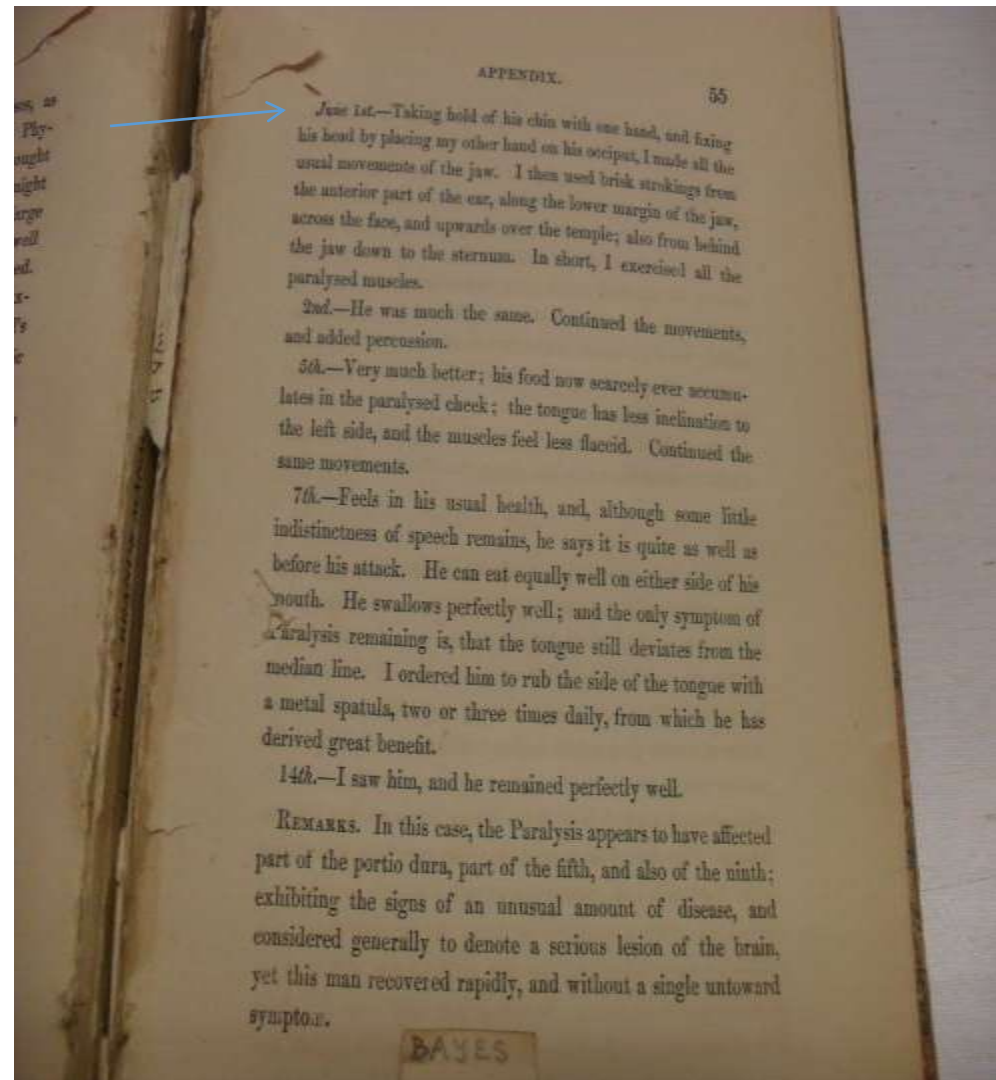 APPENDIX.
55
June 1st.—Taking hold of his chin with one hand, and fixing
his head by placing my other hand on his occiput, I made all the
usual movements of the jaw. I then used brisk strokings from
the anterior part of the ear, along the lower margin of the jaw,
across the face, and upwards over the temple; also from behind
the jaw down to the sternum. In short, I exercised all the
paralysed muscles.
2nd.—He was much the same. Continued the movements,
and added percussion.
5th.—Very much better; his food now scarcely ever accumu-
lates in the paralysed cheek; the tongue has less inclination to
the left side, and the muscles feel less flaccid. Continued the
same movements.
7th.—Feels in his usual health, and, although some little
indistinctness of speech remains, he says it is quite as well as
before his attack. He can eat equally well on either side of his
mouth. He swallows perfectly well; and the only symptom of
Paralysis remaining is, that the tongue still deviates from the
median line. I ordered him to rub the side of the tongue with
a metal spatula, two or three times daily, from which he has
derived great benefit.
14th.—I saw him, and he remained perfectly well.
REMARKS. In this case, the Paralysis appears to have affected
part of the portio dura, part of the fifth, and also of the ninth;
exhibiting the signs of an unusual amount of disease, and
considered generally to denote a serious lesion of the brain,
yet this man recovered rapidly, and without a single untoward
symptom.
BAYES